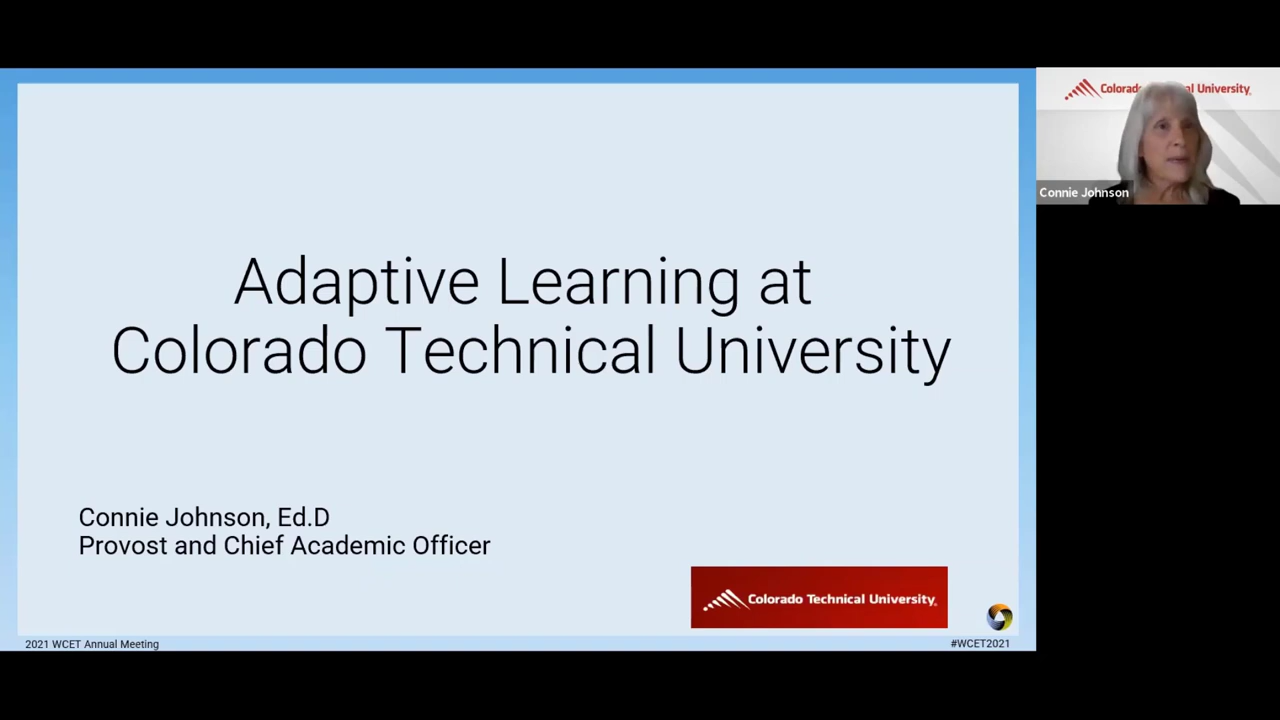 Adaptive Learning at
Colorado Technical University
Connie Johnson, Ed.D
Provost and Chief Academic Officer
Colorado Technical University
2021 WCET Annual Meeting
#WCET2021
Colorado Technical University
Connie Johnson